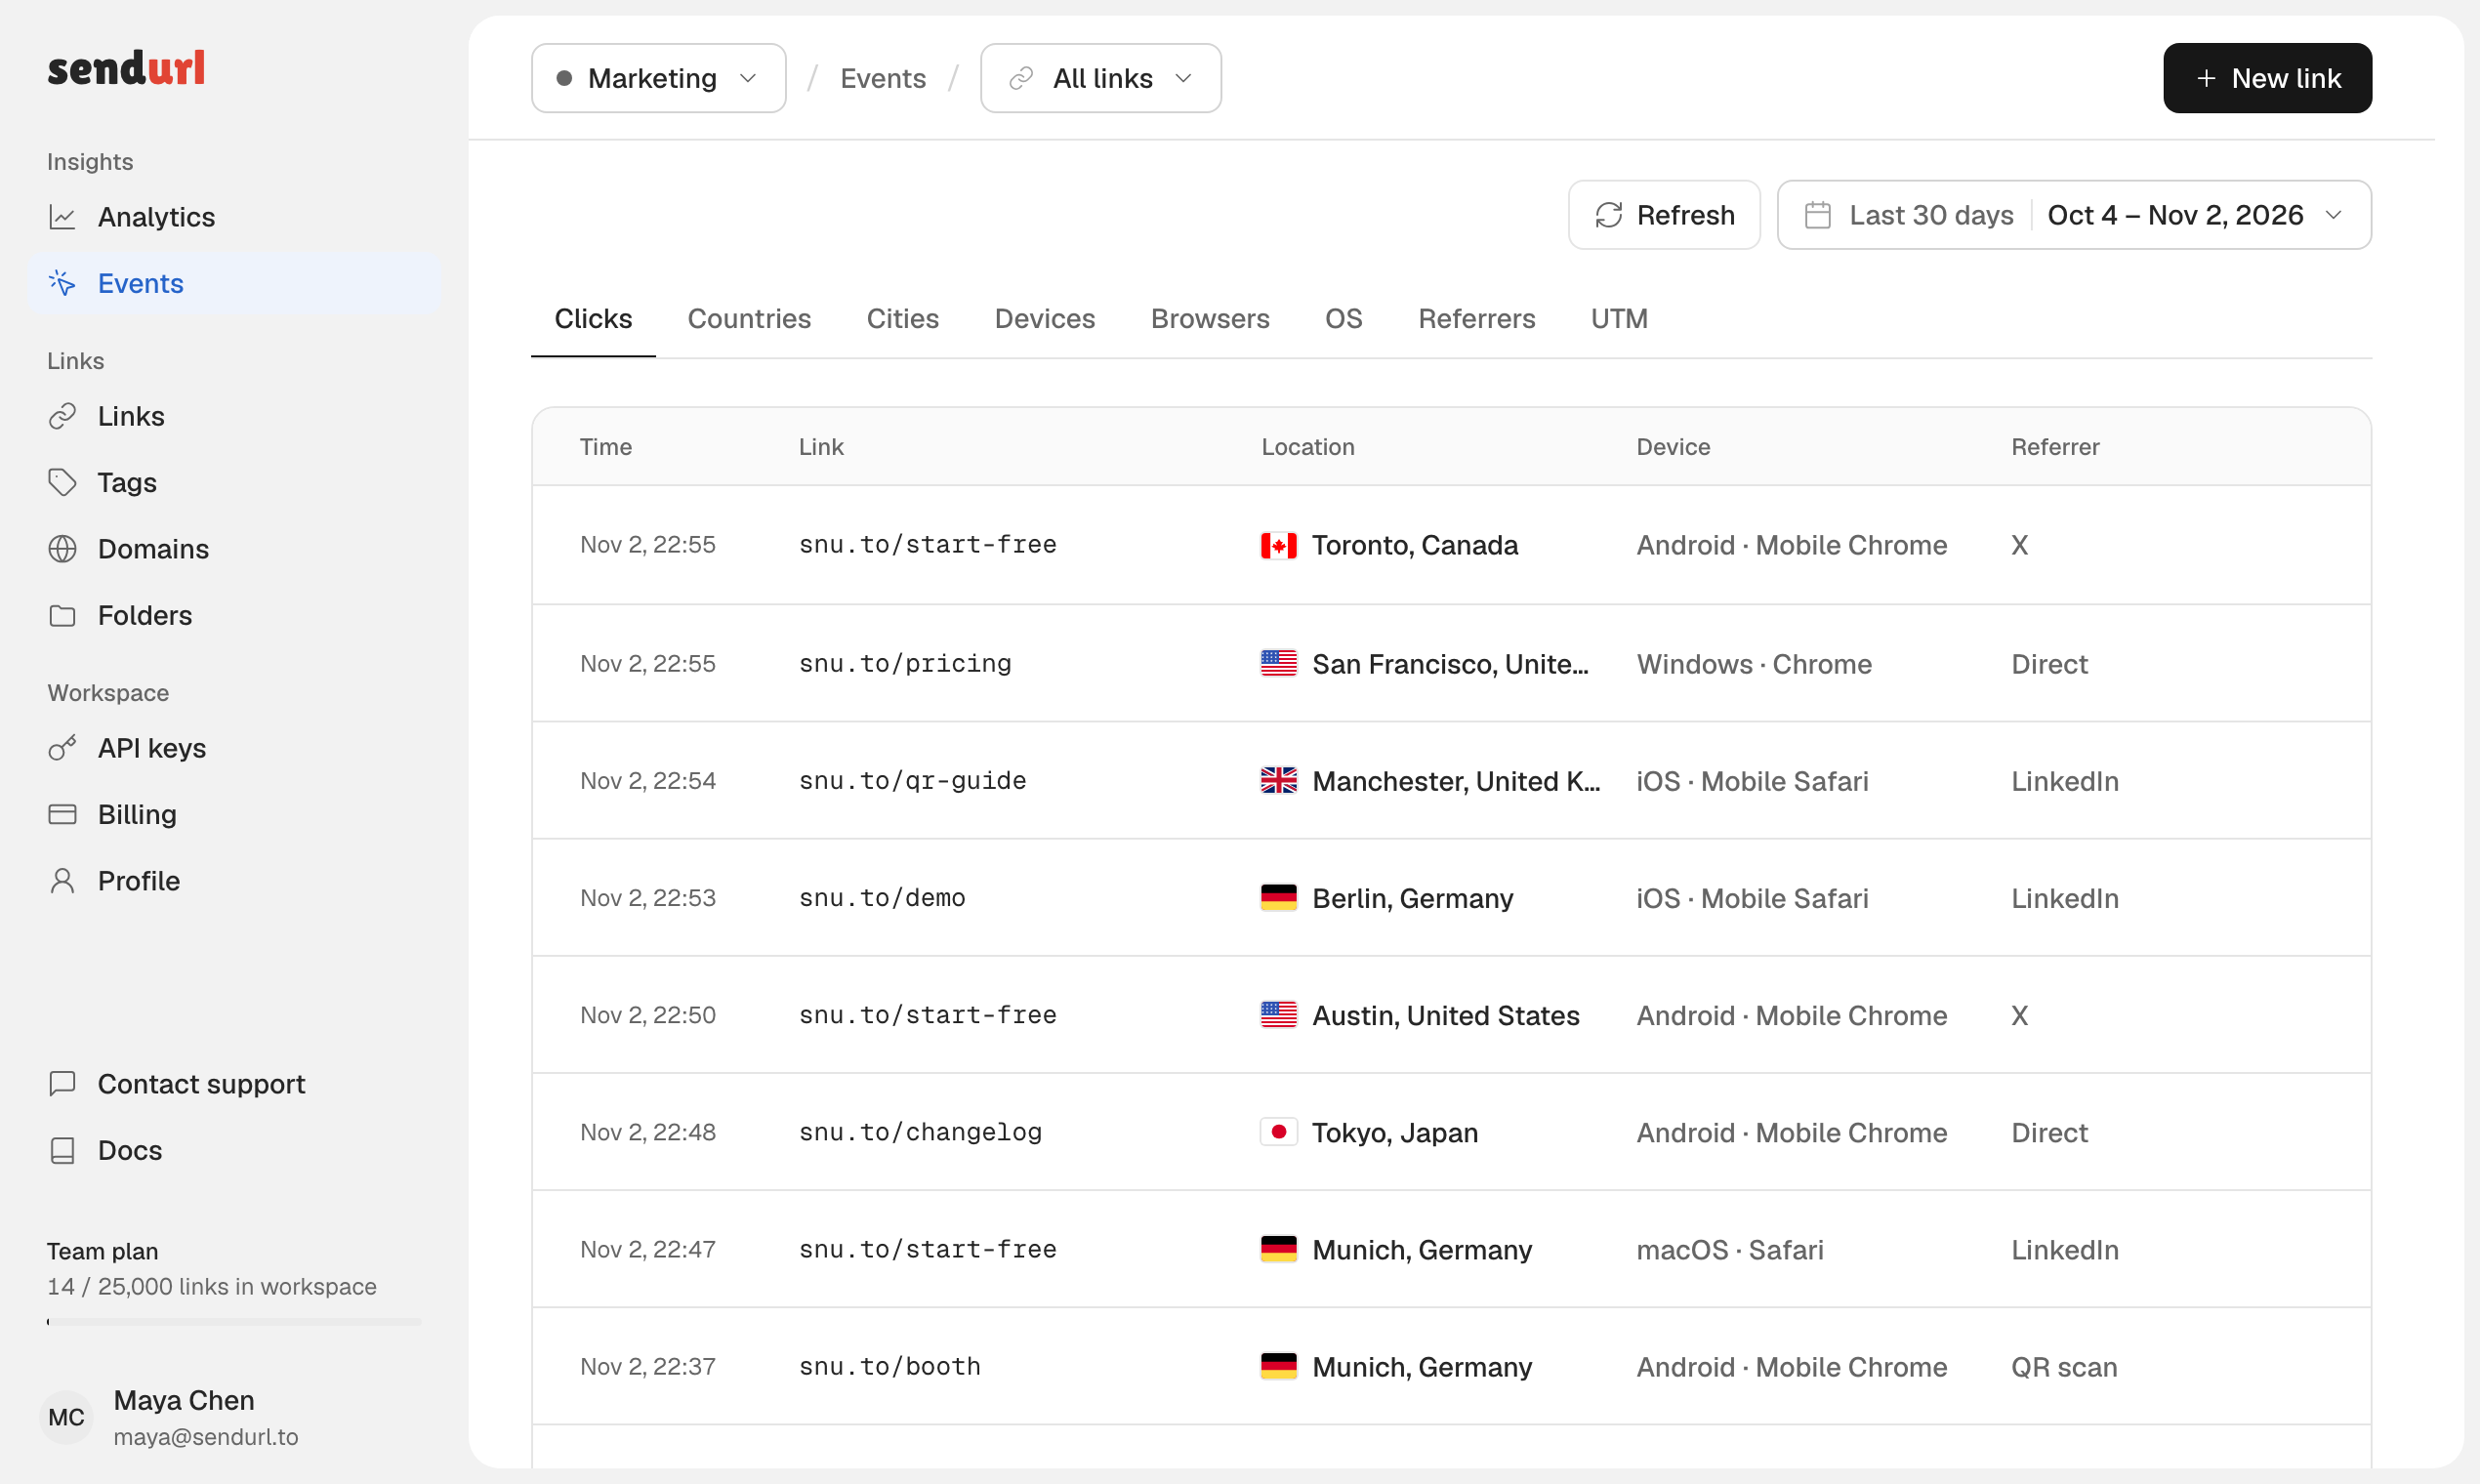 sendurl
Insights
Analytics
Events
Links
Links
Tags
Domains
Folders
Workspace
API keys
Billing
Profile
Contact support
Docs
Team plan
14 / 25,000 links in workspace
MC
Maya Chen
maya@sendurl.to
Marketing / Events / All links
+ New link
Refresh
Last 30 days Oct 4 – Nov 2, 2026
Clicks Countries Cities Devices Browsers OS Referrers UTM
Time Link Location Device Referrer
Nov 2, 22:55 snu.to/start-free Toronto, Canada Android · Mobile Chrome X
Nov 2, 22:55 snu.to/pricing San Francisco, Unite... Windows · Chrome Direct
Nov 2, 22:54 snu.to/qr-guide Manchester, United K... iOS · Mobile Safari LinkedIn
Nov 2, 22:53 snu.to/demo Berlin, Germany iOS · Mobile Safari LinkedIn
Nov 2, 22:50 snu.to/start-free Austin, United States Android · Mobile Chrome X
Nov 2, 22:48 snu.to/changelog Tokyo, Japan Android · Mobile Chrome Direct
Nov 2, 22:47 snu.to/start-free Munich, Germany macOS · Safari LinkedIn
Nov 2, 22:37 snu.to/booth Munich, Germany Android · Mobile Chrome QR scan